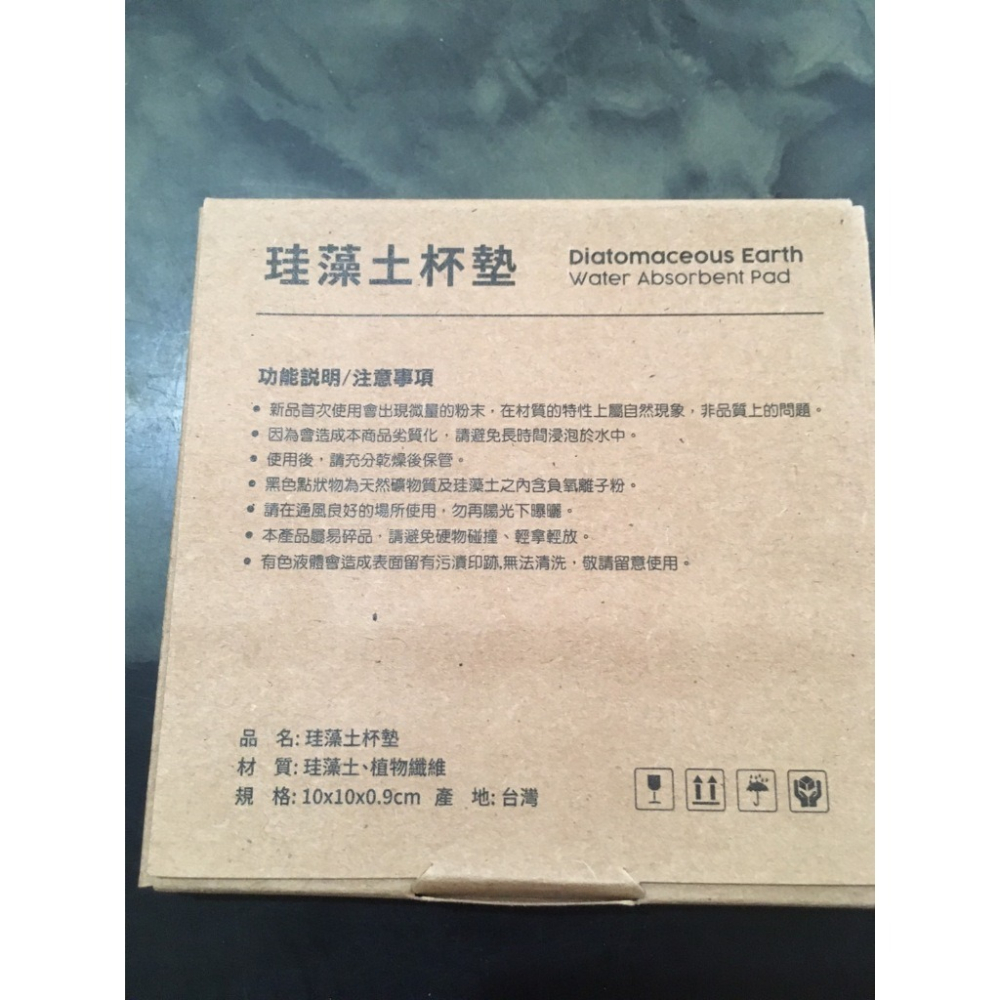 珪藻土杯墊
Diatomaceous Earth
Water Absorbent Pad
功能説明/注意事項
• 新品首次使用會出現微量的粉末，在材質的特性上屬自然現象，非品質上的問題。
• 因為會造成本商品劣質化，請避免長時間浸泡於水中。
• 使用後，請充分乾燥後保管。
• 黑色點狀物為天然礦物質及珪藻土之內含負氧離子粉。
• 請在通風良好的場所使用，勿再陽光下曝曬。
• 本產品屬易碎品，請避免硬物碰撞、輕拿輕放。
• 有色液體會造成表面留有污漬印跡,無法清洗，敬請留意使用。
品 名: 珪藻土杯墊
材 質: 珪藻土、植物纖維
規 格: 10x10x0.9cm 產 地: 台灣